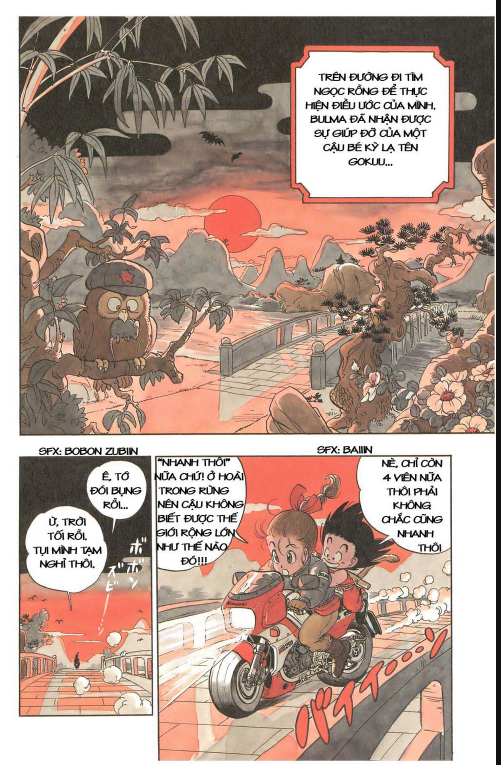 TRÊN ĐƯỜNG ĐI TÌM
NGỌC RỒNG ĐỂ THỰC
HIỆN ĐIỀU ƯỚC CỦA MÌNH,
BULMA ĐÃ NHẬN ĐƯỢC
SỰ GIÚP ĐỠ CỦA MỘT
CẬU BÉ KỲ LẠ TÊN
GOKUU...
SFX: BAIIIN
NÈ, CHỈ CÒN
4 VIÊN NỮA
THÔI PHẢI
KHÔNG
CHẮC CŨNG
NHANH
THÔI
"NHANH THÔI"
NỮA CHỨ! Ở HOÀI
TRONG RỪNG
NÊN CẬU KHÔNG
BIẾT ĐƯỢC THẾ
GIỚI RỘNG LỚN
NHƯ THẾ NÀO
ĐÓ!!!
バイイ...ン
SFX: BOBON ZUBIIN
Ê, TỚ
ĐÓI BỤNG
RỒI...
Ừ, TRỜI
TỐI RỒI.
TỤI MÌNH TẠM
NGHỈ THÔI.